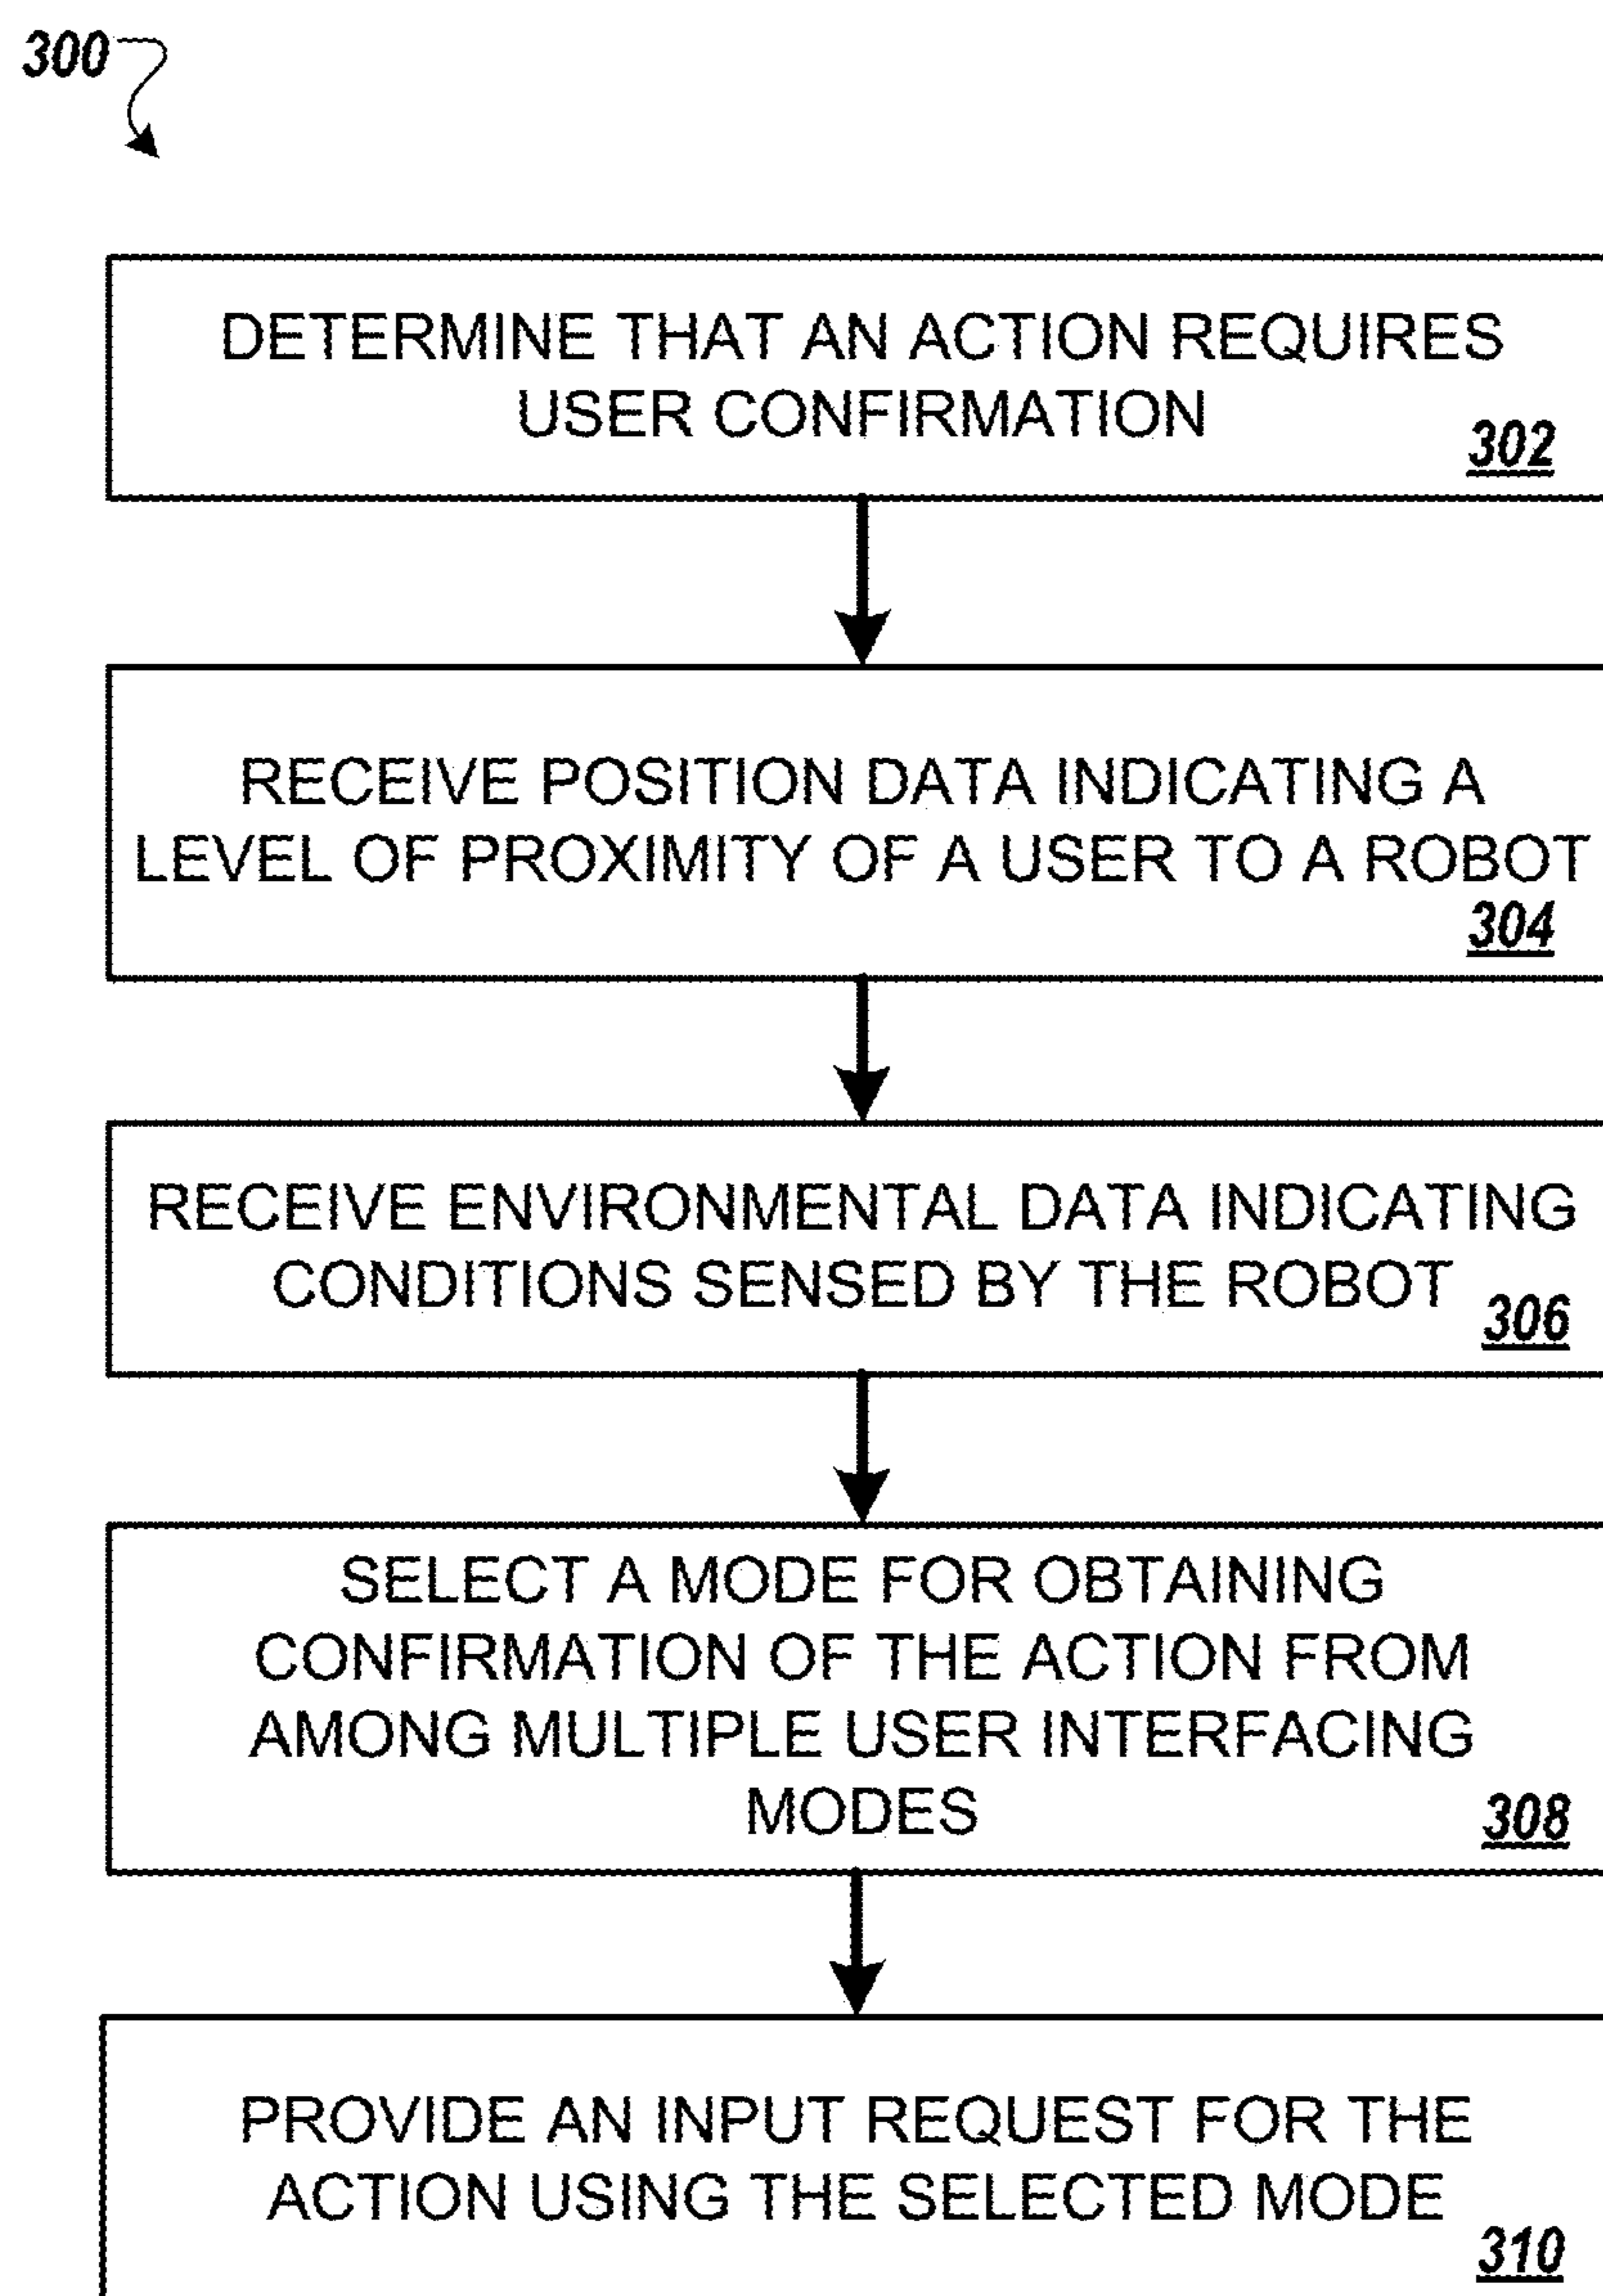 300
DETERMINE THAT AN ACTION REQUIRES
USER CONFIRMATION
302
RECEIVE POSITION DATA INDICATING A
LEVEL OF PROXIMITY OF A USER TO A ROBOT
304
RECEIVE ENVIRONMENTAL DATA INDICATING
CONDITIONS SENSED BY THE ROBOT
306
SELECT A MODE FOR OBTAINING
CONFIRMATION OF THE ACTION FROM
AMONG MULTIPLE USER INTERFACING
MODES
308
PROVIDE AN INPUT REQUEST FOR THE
ACTION USING THE SELECTED MODE
310